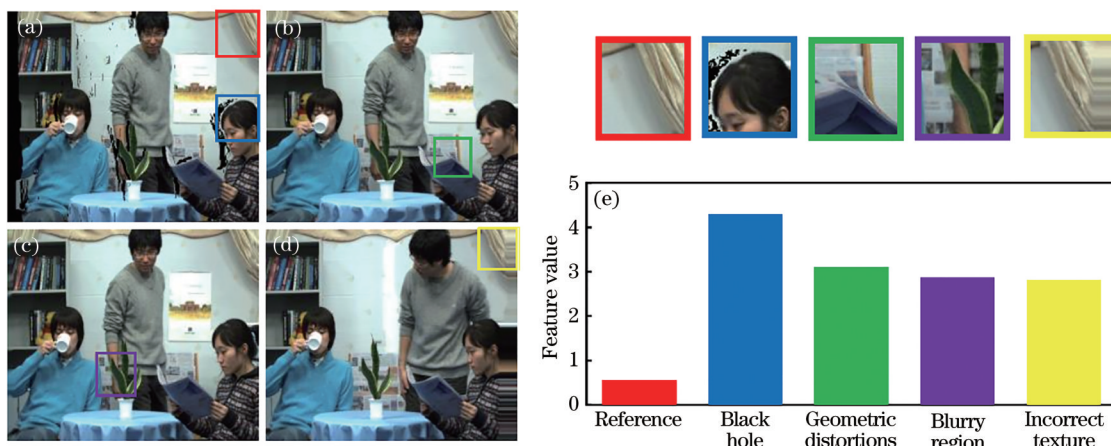 (a)
(b)
(c)
(d)
(e)
5
4
3
2
1
0
Feature value
Reference
Black
hole
Geometric
distortions
Blurry
region
Incorrect
texture